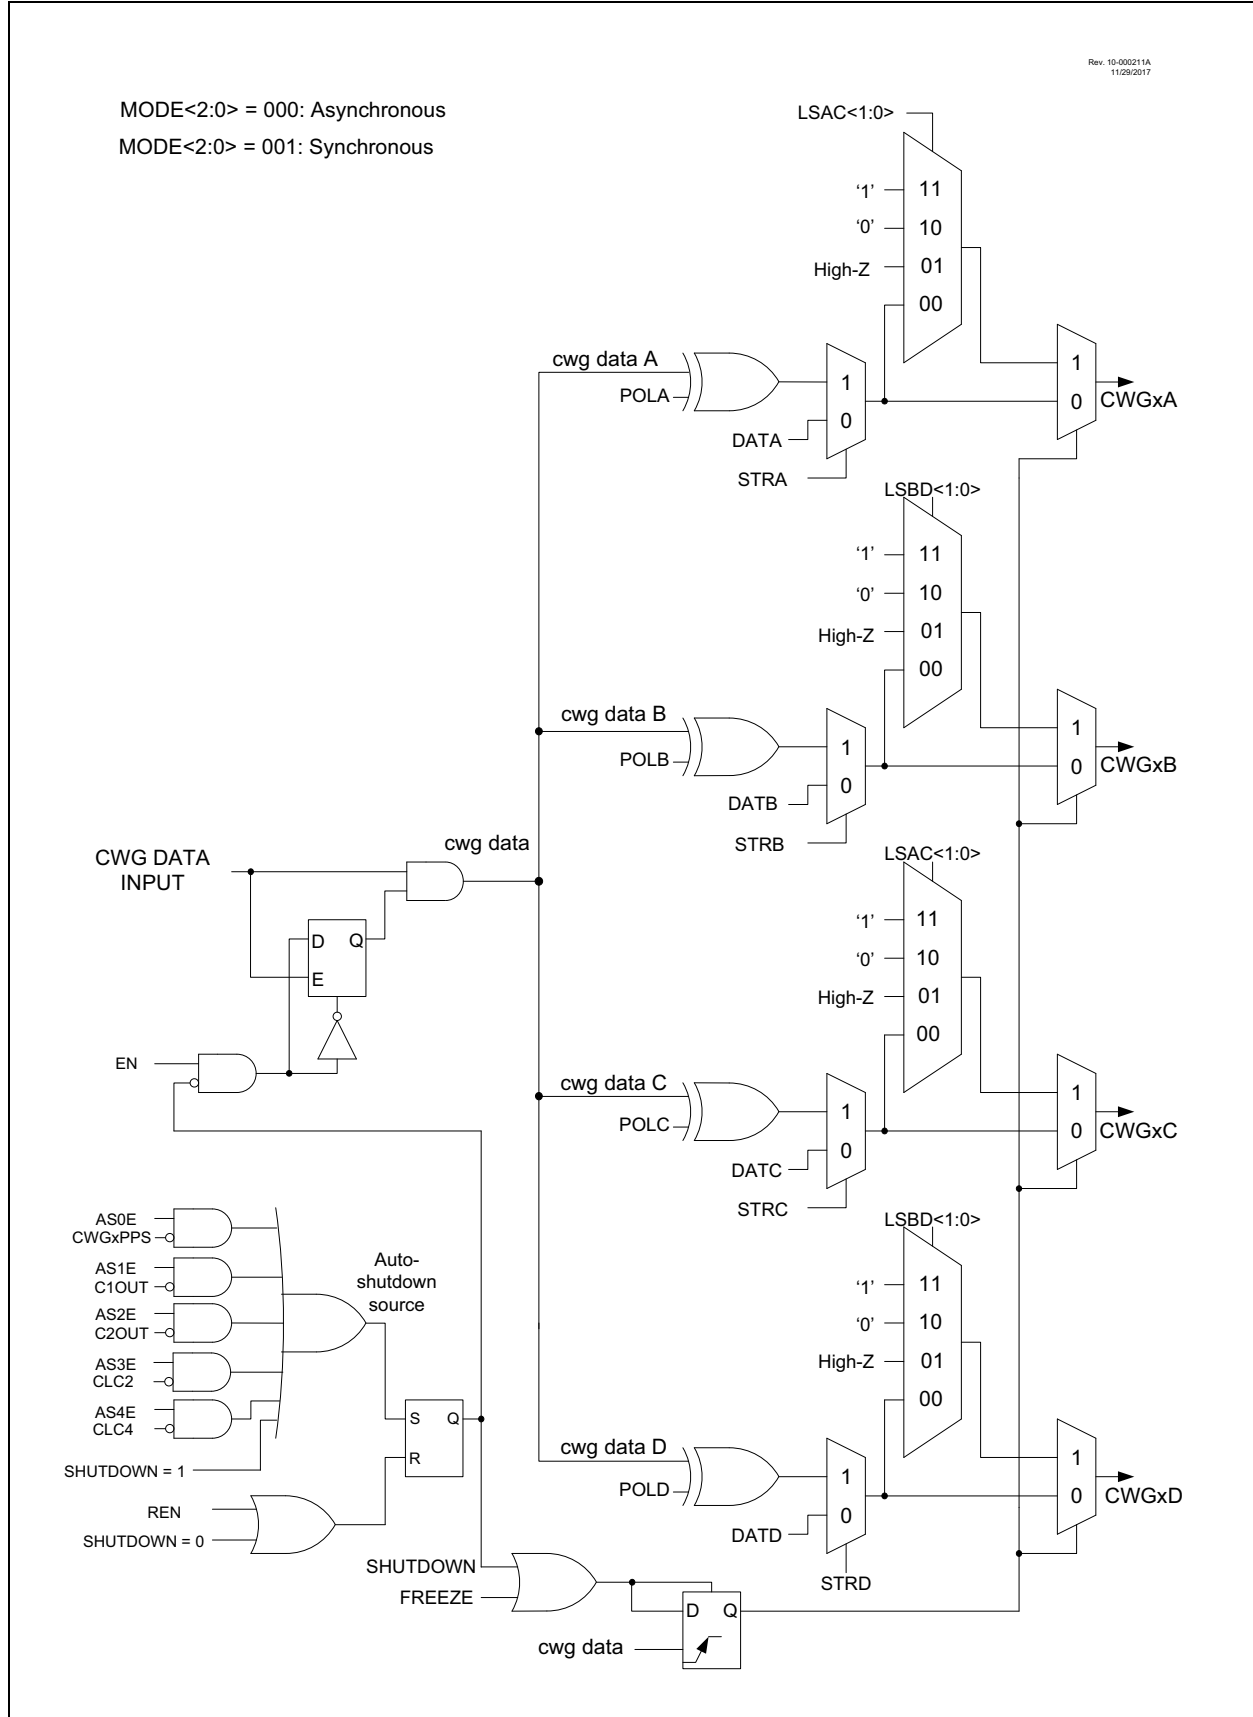 Rev. 10-000211A
11/29/2017
MODE<2:0> = 000: Asynchronous
MODE<2:0> = 001: Synchronous
LSAC<1:0>
‘1’
11
‘0’
10
High-Z
01
00
cwg data A
POLA
1
0
DATA
STRA
1
0
CWGxA
LSBD<1:0>
‘1’
11
‘0’
10
High-Z
01
00
cwg data B
POLB
1
0
DATB
STRB
1
0
CWGxB
cwg data
CWG DATA
INPUT
D
Q
E
EN
LSAC<1:0>
‘1’
11
‘0’
10
High-Z
01
00
cwg data C
POLC
1
0
DATC
STRC
1
0
CWGxC
AS0E
CWGxPPS
AS1E
C1OUT
AS2E
C2OUT
AS3E
CLC2
AS4E
CLC4
SHUTDOWN = 1
Auto-
shutdown
source
S
Q
R
REN
SHUTDOWN = 0
LSBD<1:0>
‘1’
11
‘0’
10
High-Z
01
00
cwg data D
POLD
1
0
DATD
STRD
1
0
CWGxD
SHUTDOWN
FREEZE
D
Q
cwg data